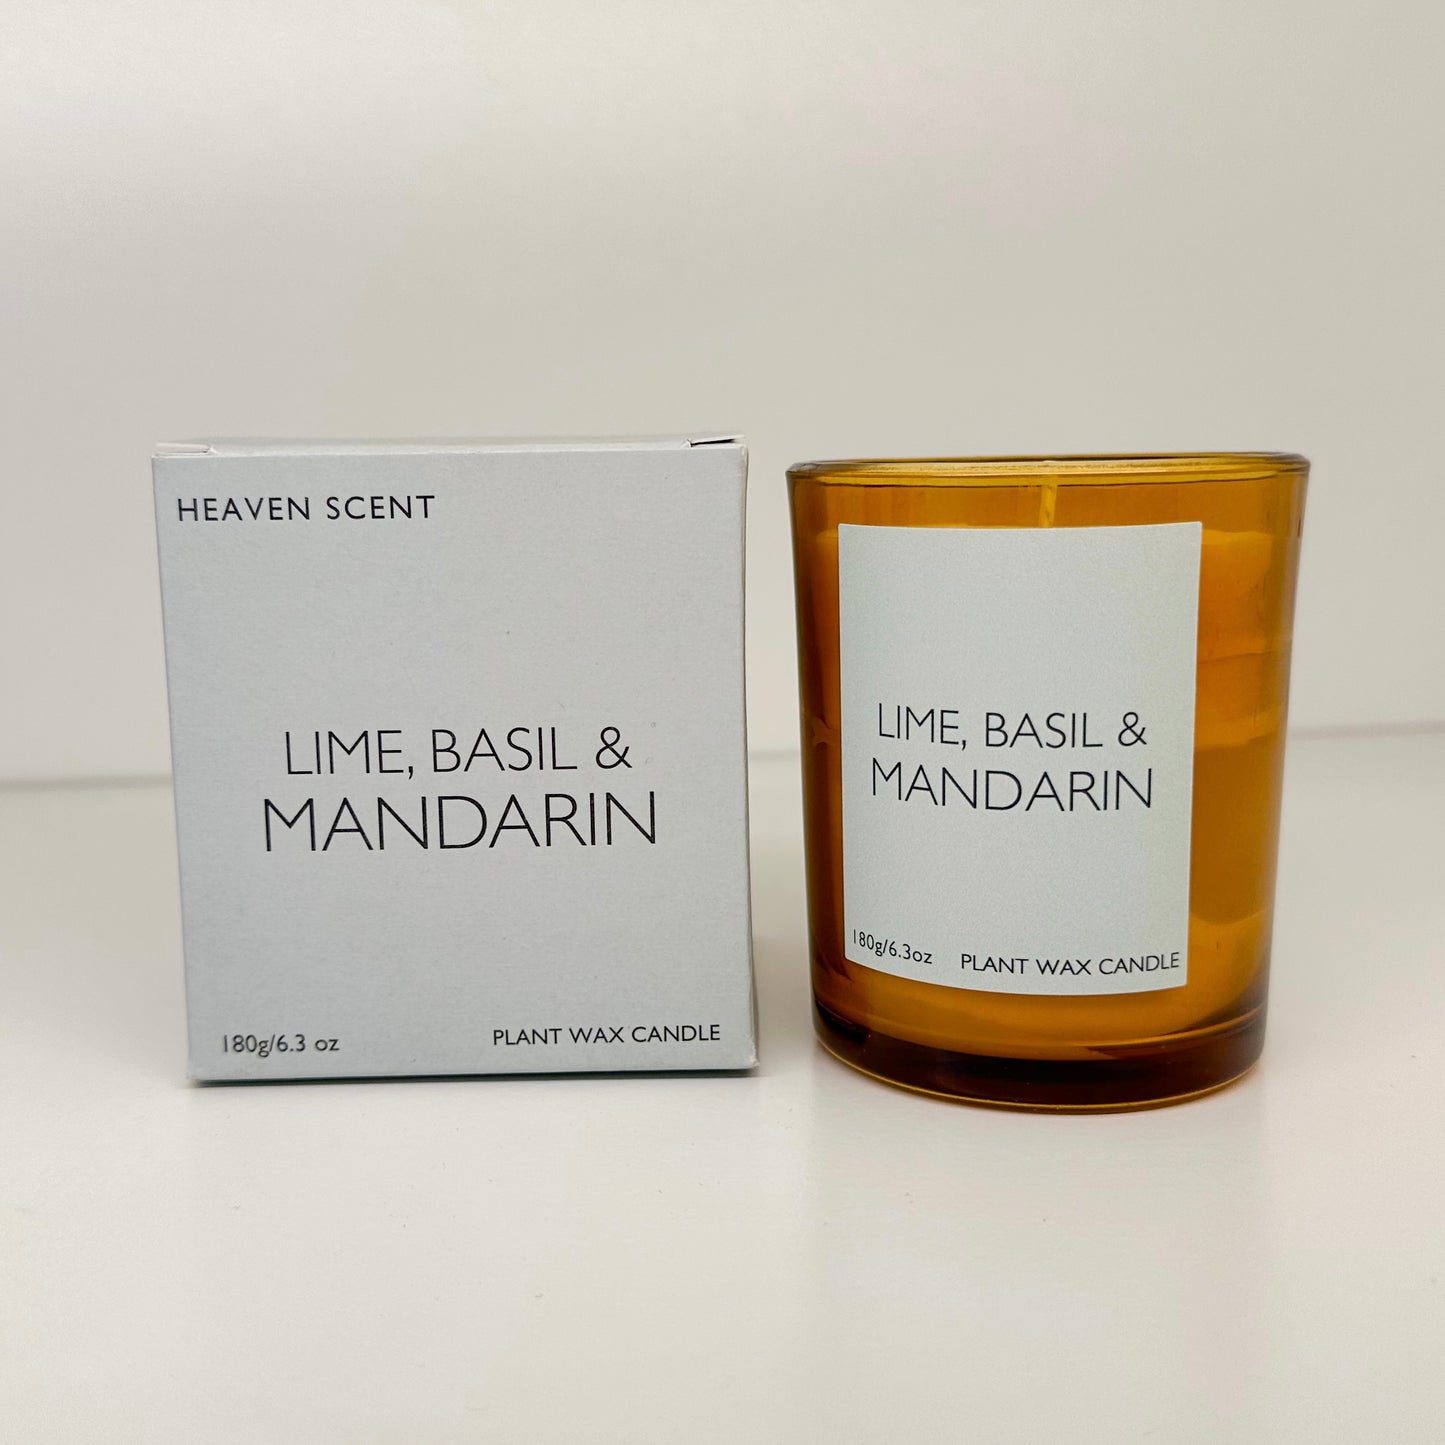 HEAVEN SCENT
LIME, BASIL &
MANDARIN
180g/6.3 oz PLANT WAX CANDLE
LIME, BASIL &
MANDARIN
180g/6.3oz PLANT WAX CANDLE